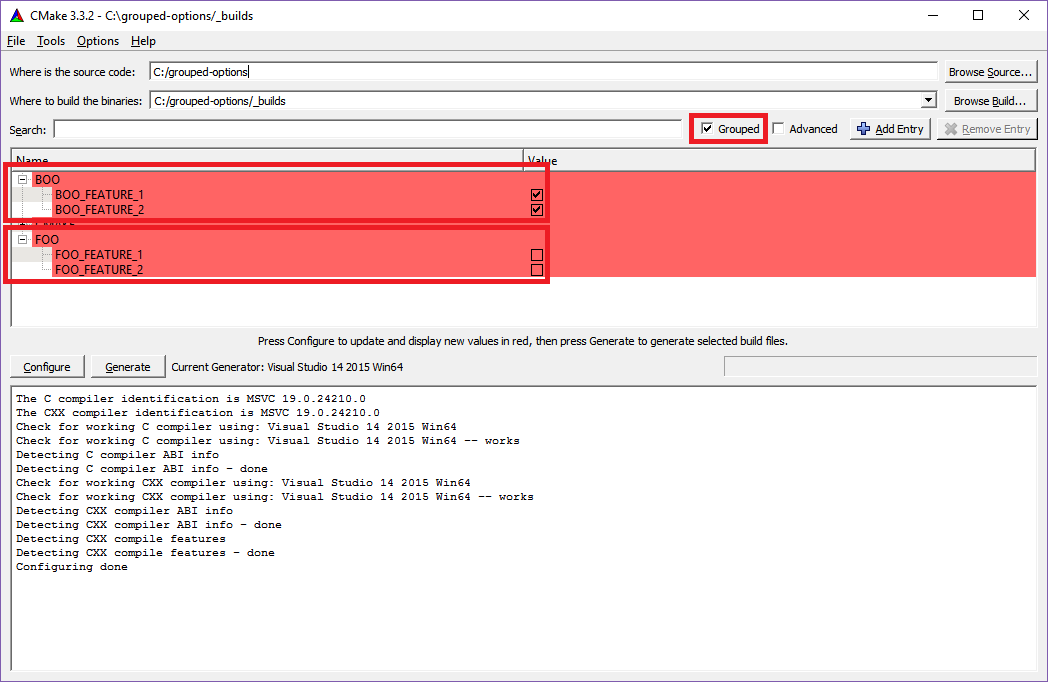 CMake 3.3.2 - C:\grouped-options/_builds
File Tools Options Help
Where is the source code: C:/grouped-options Browse Source...
Where to build the binaries: C:/grouped-options/_builds Browse Build...
Search: Grouped Advanced Add Entry Remove Entry
Name Value
BOO
BOO_FEATURE_1
BOO_FEATURE_2
FOO
FOO_FEATURE_1
FOO_FEATURE_2
Press Configure to update and display new values in red, then press Generate to generate selected build files.
Configure Generate Current Generator: Visual Studio 14 2015 Win64
The C compiler identification is MSVC 19.0.24210.0
The CXX compiler identification is MSVC 19.0.24210.0
Check for working C compiler using: Visual Studio 14 2015 Win64
Check for working C compiler using: Visual Studio 14 2015 Win64 -- works
Detecting C compiler ABI info
Detecting C compiler ABI info - done
Check for working CXX compiler using: Visual Studio 14 2015 Win64
Check for working CXX compiler using: Visual Studio 14 2015 Win64 -- works
Detecting CXX compiler ABI info
Detecting CXX compiler ABI info - done
Detecting CXX compile features
Detecting CXX compile features - done
Configuring done